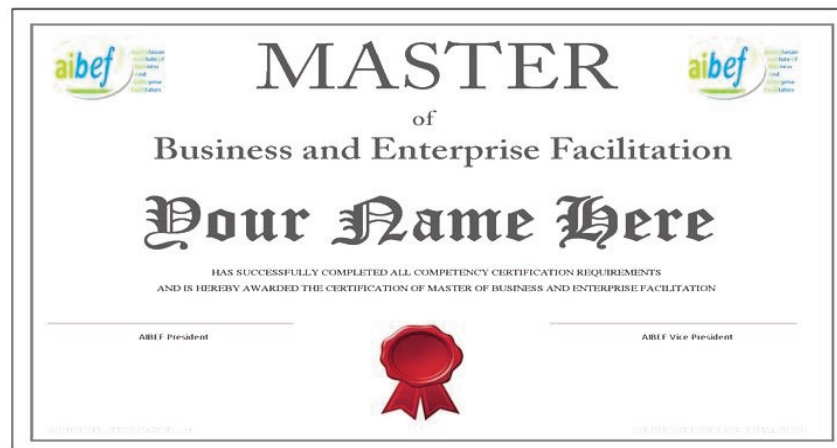 aibef
MASTER
aibef
of
Business and Enterprise Facilitation
Your Name Here
HAS SUCCESSFULLY COMPLETED ALL COMPETENCY CERTIFICATION REQUIREMENTS
AND IS HEREBY AWARDED THE CERTIFICATION OF MASTER OF BUSINESS AND ENTERPRISE FACILITATION
AIBEF President
AIBEF Vice President